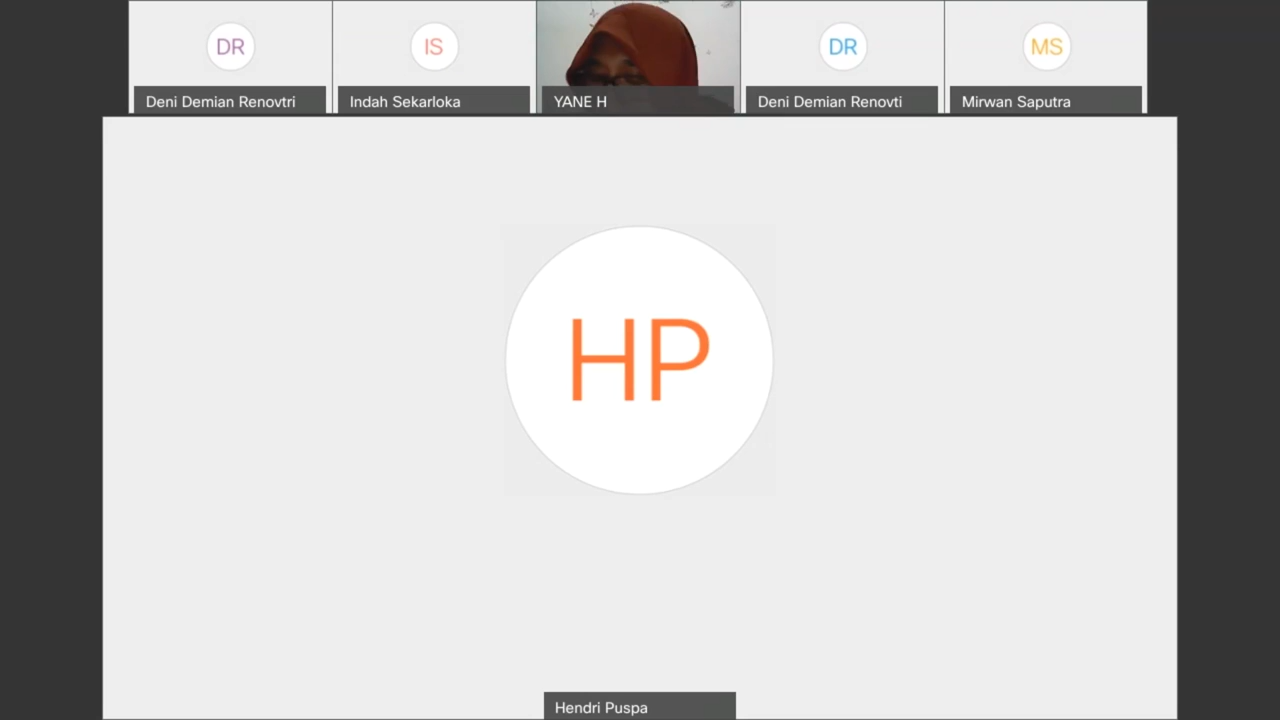 DR
IS
DR
MS
Deni Demian Renovtri
Indah Sekarloka
YANE H
Deni Demian Renovti
Mirwan Saputra
HP
Hendri Puspa